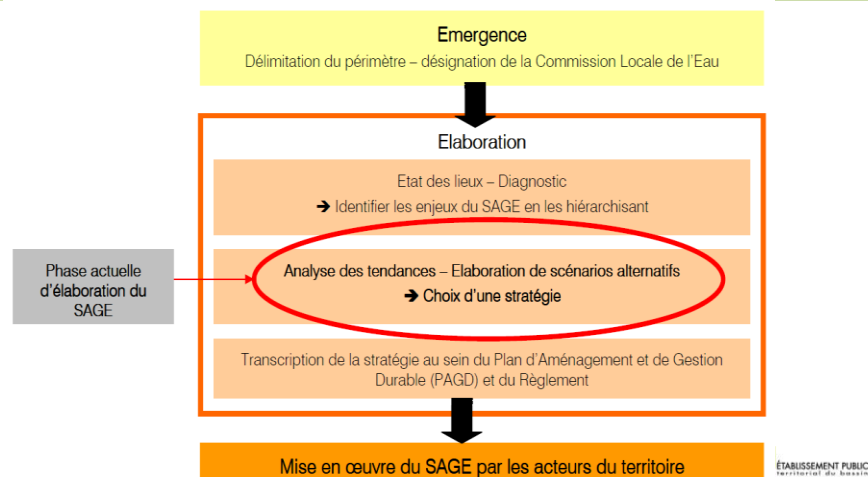 Emergence
Délimitation du périmètre – désignation de la Commission Locale de l'Eau
Elaboration
Etat des lieux – Diagnostic
➔ Identifier les enjeux du SAGE en les hiérarchisant
Phase actuelle
d'élaboration du
SAGE
Analyse des tendances – Elaboration de scénarios alternatifs
➔ Choix d'une stratégie
Transcription de la stratégie au sein du Plan d'Aménagement et de Gestion
Durable (PAGD) et du Règlement
Mise en œuvre du SAGE par les acteurs du territoire
ÉTABLISSEMENT PUBLIC
territorial du bassin